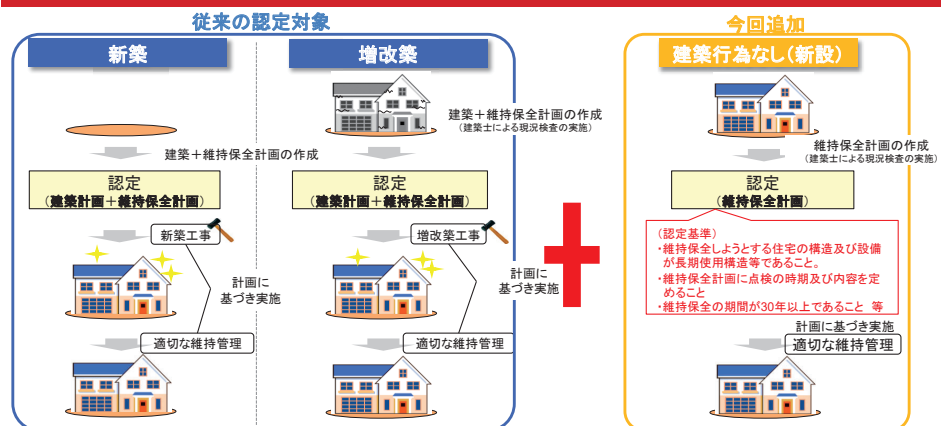 従来の認定対象
新築
建築+維持保全計画の作成
認定
(建築計画+維持保全計画)
新築工事
計画に
基づき実施
適切な維持管理
増改築
建築+維持保全計画の作成
(建築士による現況検査の実施)
認定
(建築計画+維持保全計画)
増改築工事
計画に
基づき実施
適切な維持管理
今回追加
建築行為なし(新設)
維持保全計画の作成
(建築士による現況検査の実施)
認定
(維持保全計画)
(認定基準)
・維持保全しようとする住宅の構造及び設備
が長期使用構造等であること。
・維持保全計画に点検の時期及び内容を定
めること
・維持保全の期間が30年以上であること 等
計画に基づき実施
適切な維持管理